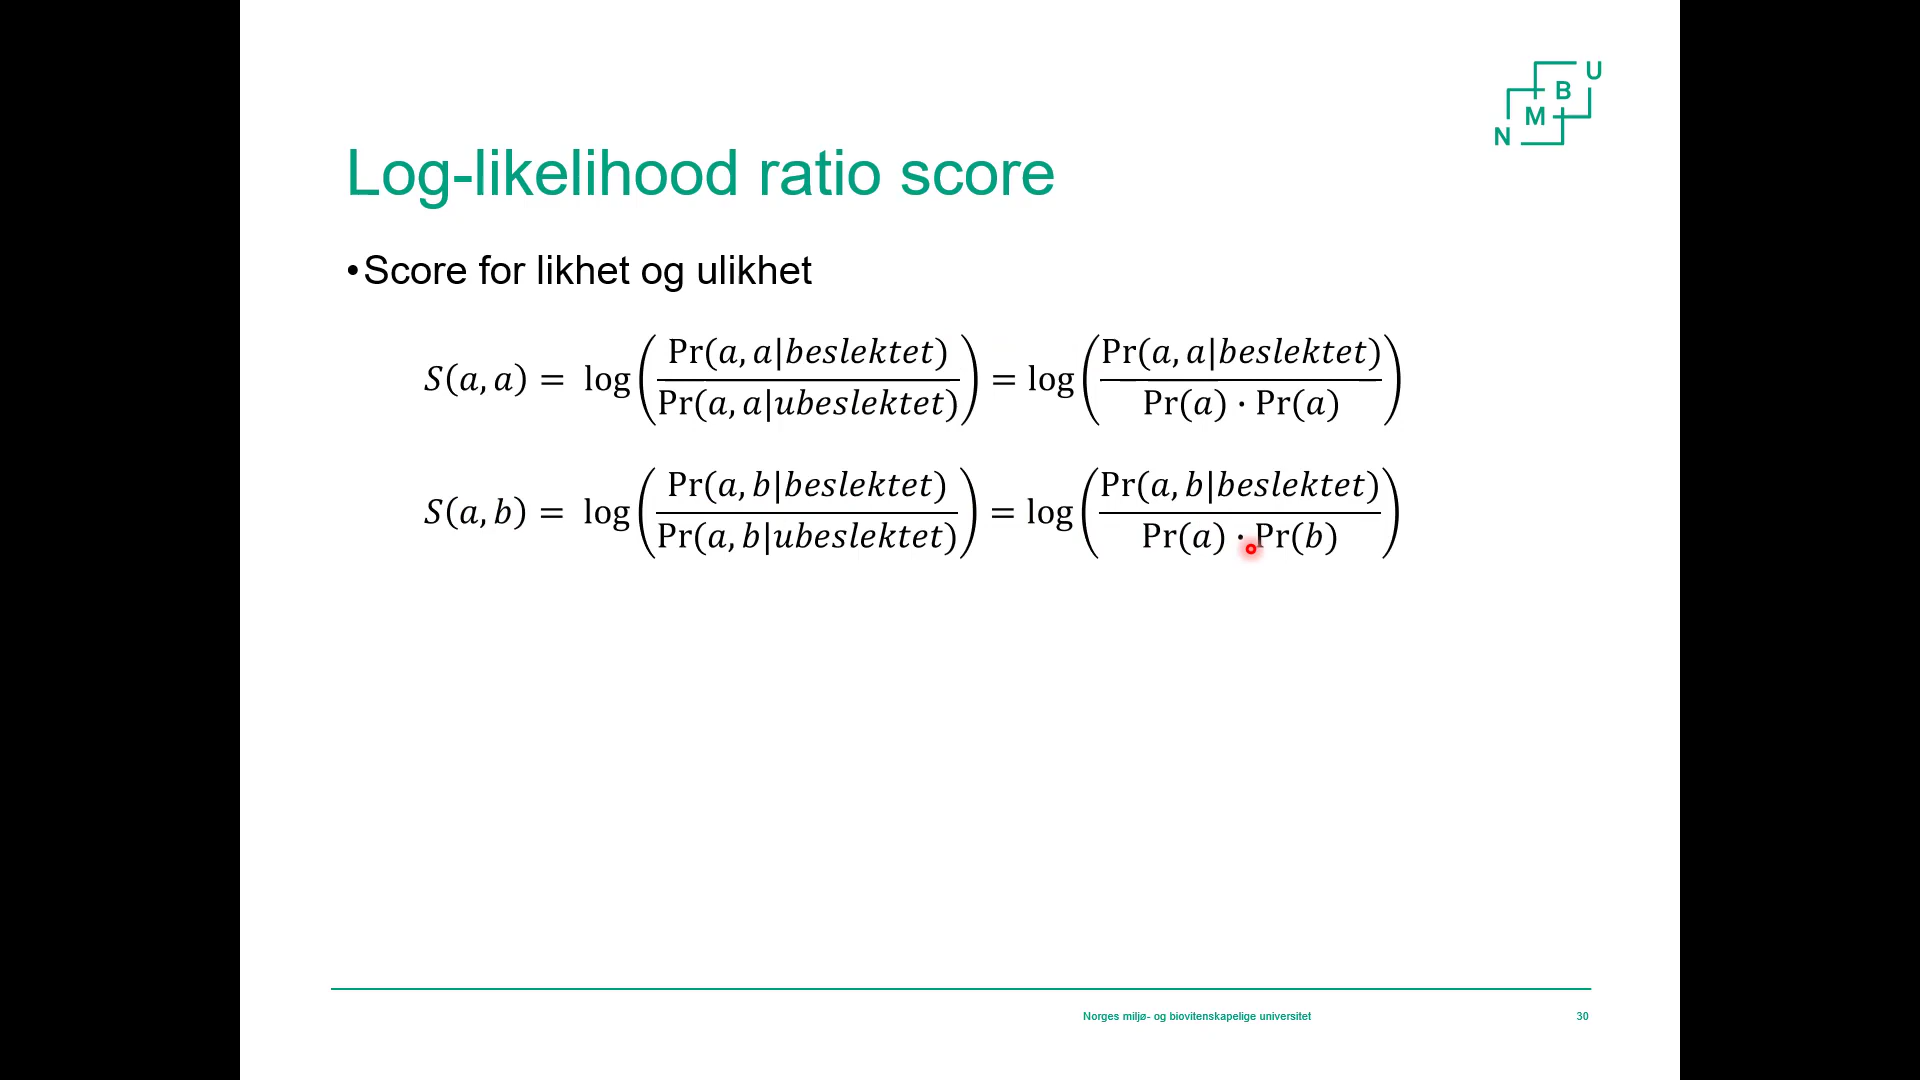 N M B U
Log-likelihood ratio score
•Score for likhet og ulikhet
S(a, a) = log(Pr(a, a|beslektet) / Pr(a, a|ubeslektet)) = log(Pr(a, a|beslektet) / Pr(a) · Pr(a))
S(a, b) = log(Pr(a, b|beslektet) / Pr(a, b|ubeslektet)) = log(Pr(a, b|beslektet) / Pr(a) · Pr(b))
Norges miljø- og biovitenskapelige universitet 30